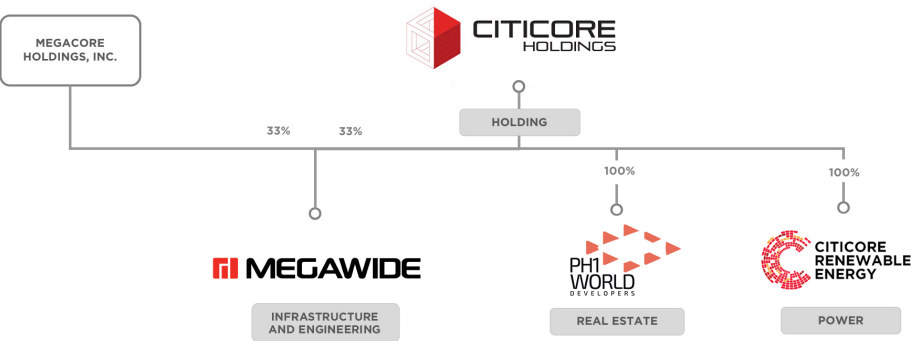 MEGACORE
HOLDINGS, INC.
CITICORE
HOLDINGS
HOLDING
33%
33%
100%
100%
MEGAWIDE
PH1
WORLD
DEVELOPERS
CITICORE
RENEWABLE
ENERGY
INFRASTRUCTURE
AND ENGINEERING
REAL ESTATE
POWER